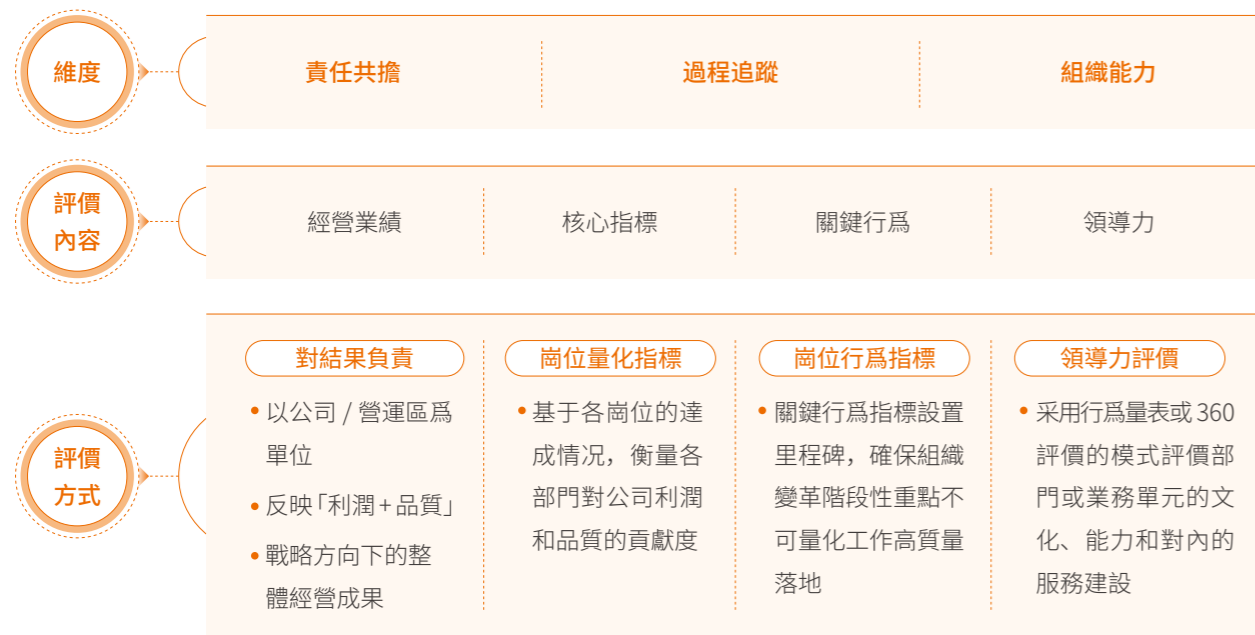 維度
責任共擔
過程追蹤
組織能力
評價
內容
經營業績
核心指標
關鍵行爲
領導力
評價
方式
對結果負責
• 以公司 / 營運區爲
單位
• 反映「利潤+品質」
• 戰略方向下的整
體經營成果
崗位量化指標
• 基于各崗位的達
成情况，衡量各
部門對公司利潤
和品質的貢獻度
崗位行爲指標
• 關鍵行爲指標設置
里程碑，確保組織
變革階段性重點不
可量化工作高質量
落地
領導力評價
• 采用行爲量表或 360
評價的模式評價部
門或業務單元的文
化、能力和對內的
服務建設